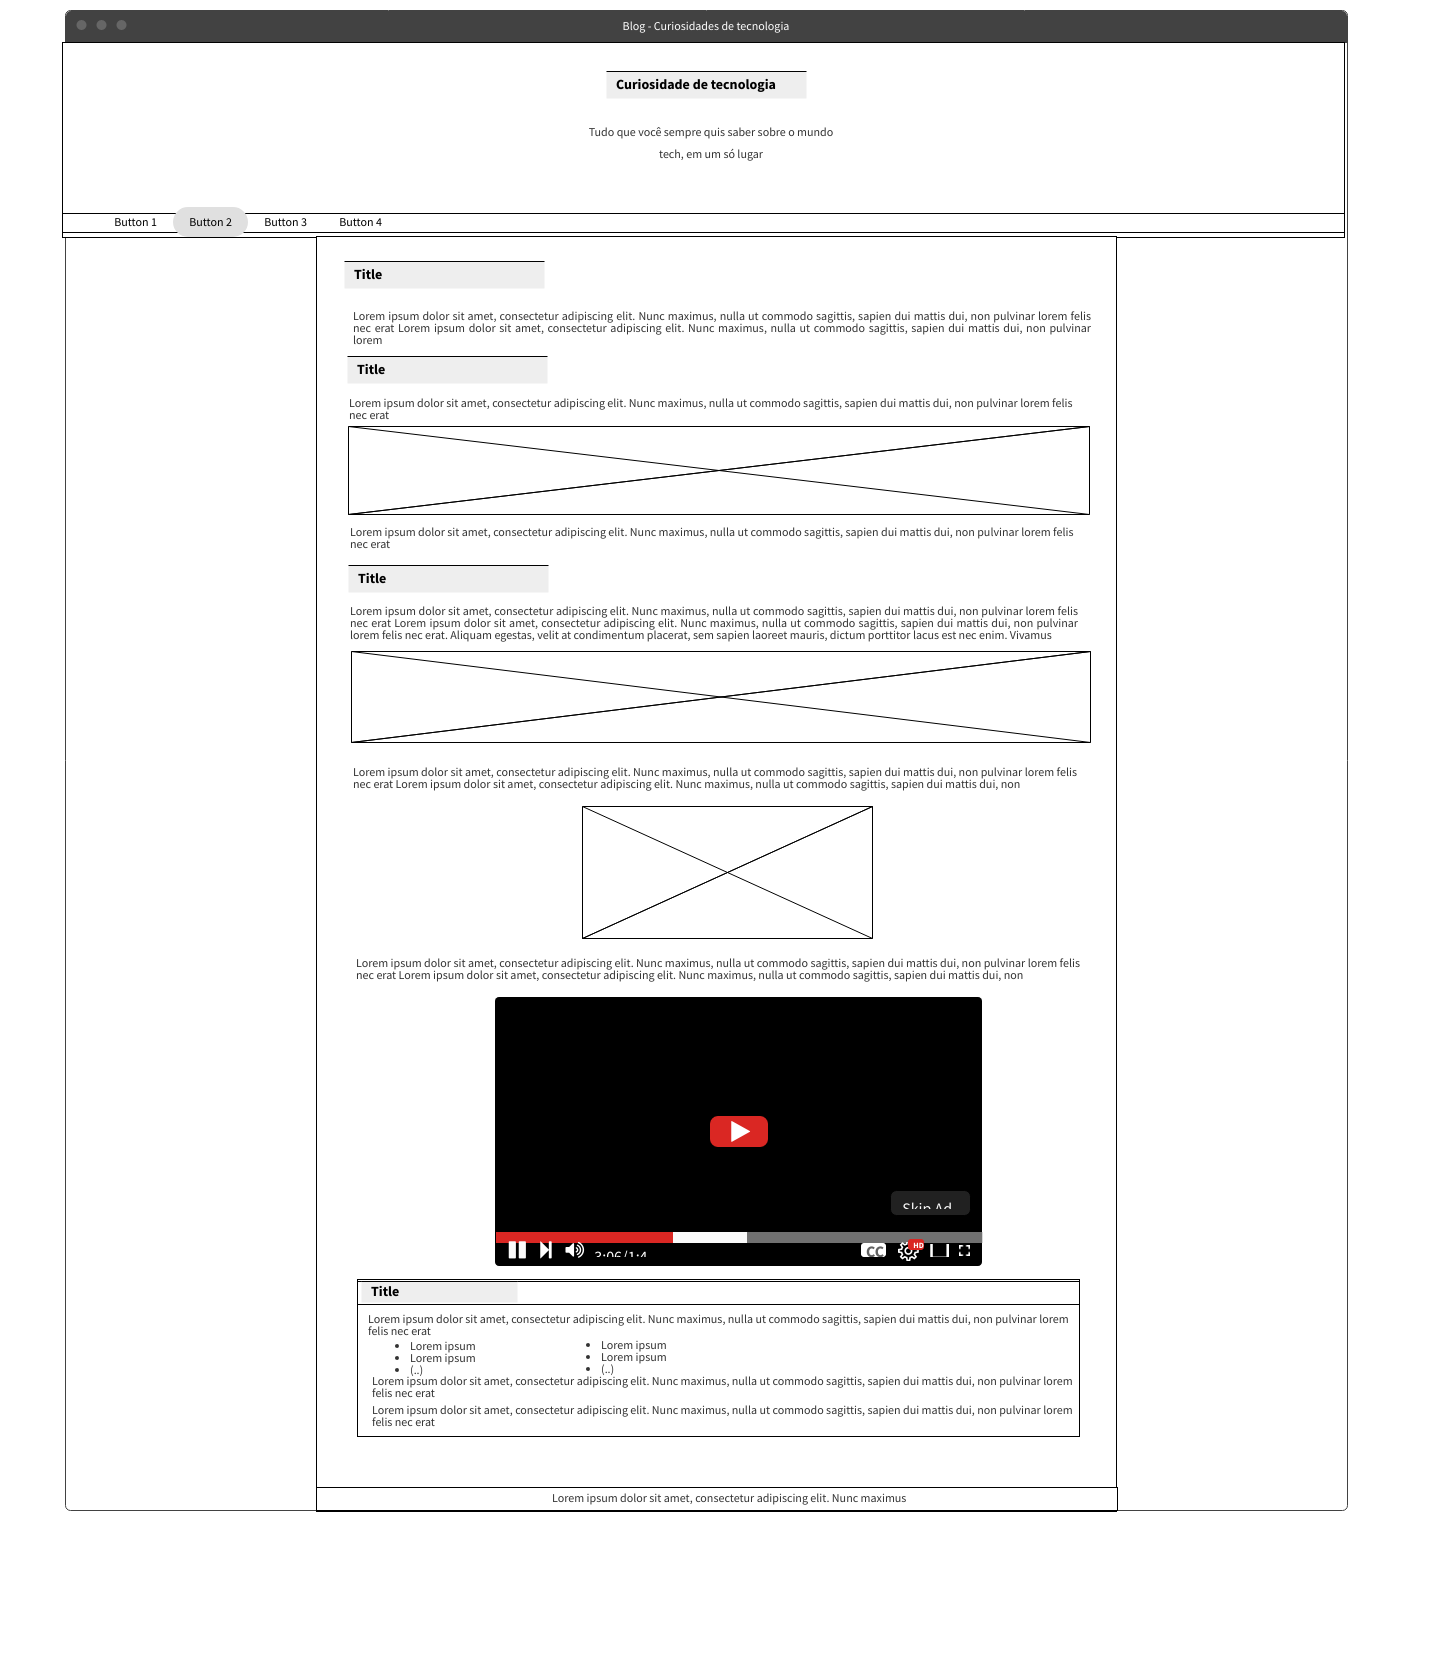 Blog - Curiosidades de tecnologia
Curiosidade de tecnologia
Tudo que você sempre quis saber sobre o mundo
tech, em um só lugar
Button 1 Button 2 Button 3 Button 4
Title
Lorem ipsum dolor sit amet, consectetur adipiscing elit. Nunc maximus, nulla ut commodo sagittis, sapien dui mattis dui, non pulvinar lorem felis
nec erat Lorem ipsum dolor sit amet, consectetur adipiscing elit. Nunc maximus, nulla ut commodo sagittis, sapien dui mattis dui, non pulvinar
lorem
Title
Lorem ipsum dolor sit amet, consectetur adipiscing elit. Nunc maximus, nulla ut commodo sagittis, sapien dui mattis dui, non pulvinar lorem felis
nec erat
Lorem ipsum dolor sit amet, consectetur adipiscing elit. Nunc maximus, nulla ut commodo sagittis, sapien dui mattis dui, non pulvinar lorem felis
nec erat
Title
Lorem ipsum dolor sit amet, consectetur adipiscing elit. Nunc maximus, nulla ut commodo sagittis, sapien dui mattis dui, non pulvinar lorem felis
nec erat Lorem ipsum dolor sit amet, consectetur adipiscing elit. Nunc maximus, nulla ut commodo sagittis, sapien dui mattis dui, non pulvinar
lorem felis nec erat. Aliquam egestas, velit at condimentum placerat, sem sapien laoreet mauris, dictum porttitor lacus est nec enim. Vivamus
Lorem ipsum dolor sit amet, consectetur adipiscing elit. Nunc maximus, nulla ut commodo sagittis, sapien dui mattis dui, non pulvinar lorem felis
nec erat Lorem ipsum dolor sit amet, consectetur adipiscing elit. Nunc maximus, nulla ut commodo sagittis, sapien dui mattis dui, non
Lorem ipsum dolor sit amet, consectetur adipiscing elit. Nunc maximus, nulla ut commodo sagittis, sapien dui mattis dui, non pulvinar lorem felis
nec erat Lorem ipsum dolor sit amet, consectetur adipiscing elit. Nunc maximus, nulla ut commodo sagittis, sapien dui mattis dui, non
Skip Ad
3:06/1:4
CC
HD
Title
Lorem ipsum dolor sit amet, consectetur adipiscing elit. Nunc maximus, nulla ut commodo sagittis, sapien dui mattis dui, non pulvinar lorem
felis nec erat
• Lorem ipsum
• Lorem ipsum
• (..)
• Lorem ipsum
• Lorem ipsum
• (..)
Lorem ipsum dolor sit amet, consectetur adipiscing elit. Nunc maximus, nulla ut commodo sagittis, sapien dui mattis dui, non pulvinar lorem
felis nec erat
Lorem ipsum dolor sit amet, consectetur adipiscing elit. Nunc maximus, nulla ut commodo sagittis, sapien dui mattis dui, non pulvinar lorem
felis nec erat
Lorem ipsum dolor sit amet, consectetur adipiscing elit. Nunc maximus